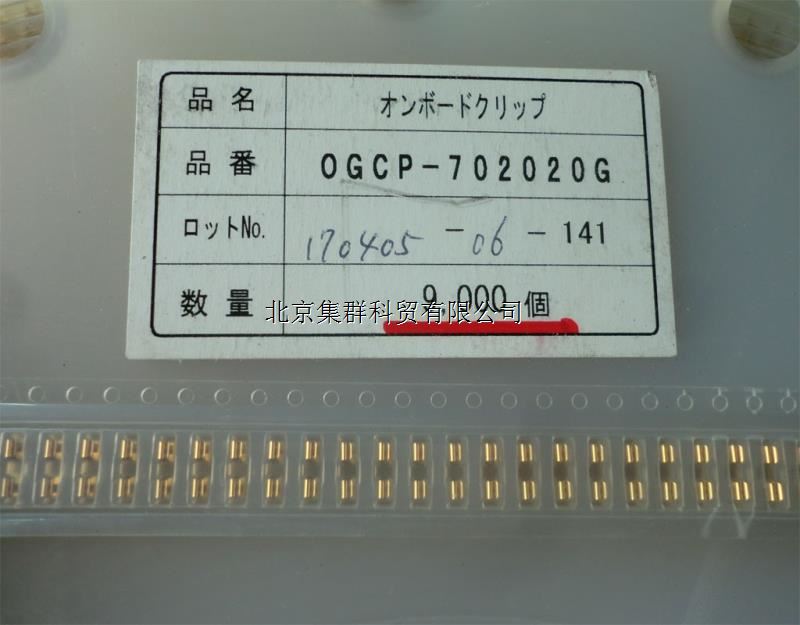 品名 オンボードクリップ
品番 OGCP-702020G
ロットNo. 170405 - 06 - 141
数量 9,000 個
北京集群科贸有限公司